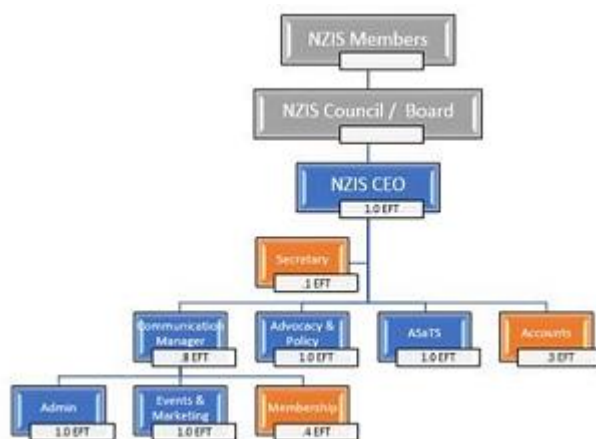 NZIS Members
NZIS Council / Board
NZIS CEO
1.0 EFT
Secretary
.1 EFT
Communication
Manager
.8 EFT
Advocacy &
Policy
1.0 EFT
ASaTS
1.0 EFT
Accounts
.3 EFT
Admin
1.0 EFT
Events &
Marketing
1.0 EFT
Membership
.4 EFT